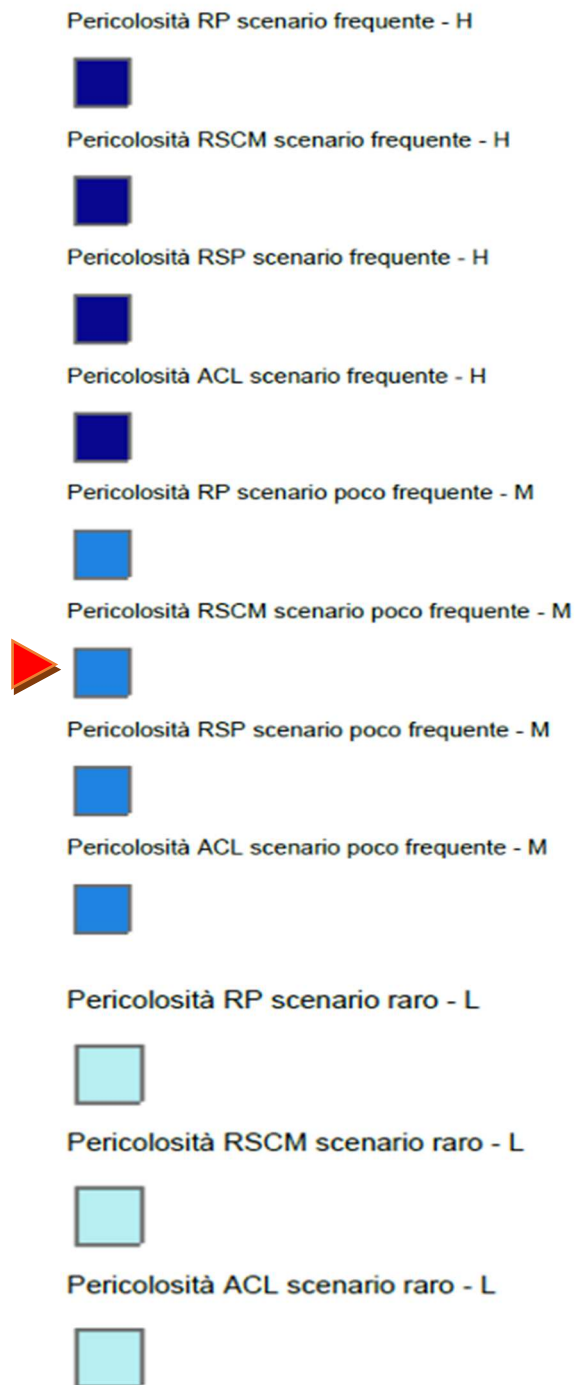 Pericolosità RP scenario frequente - H
Pericolosità RSCM scenario frequente - H
Pericolosità RSP scenario frequente - H
Pericolosità ACL scenario frequente - H
Pericolosità RP scenario poco frequente - M
Pericolosità RSCM scenario poco frequente - M
Pericolosità RSP scenario poco frequente - M
Pericolosità ACL scenario poco frequente - M
Pericolosità RP scenario raro - L
Pericolosità RSCM scenario raro - L
Pericolosità ACL scenario raro - L